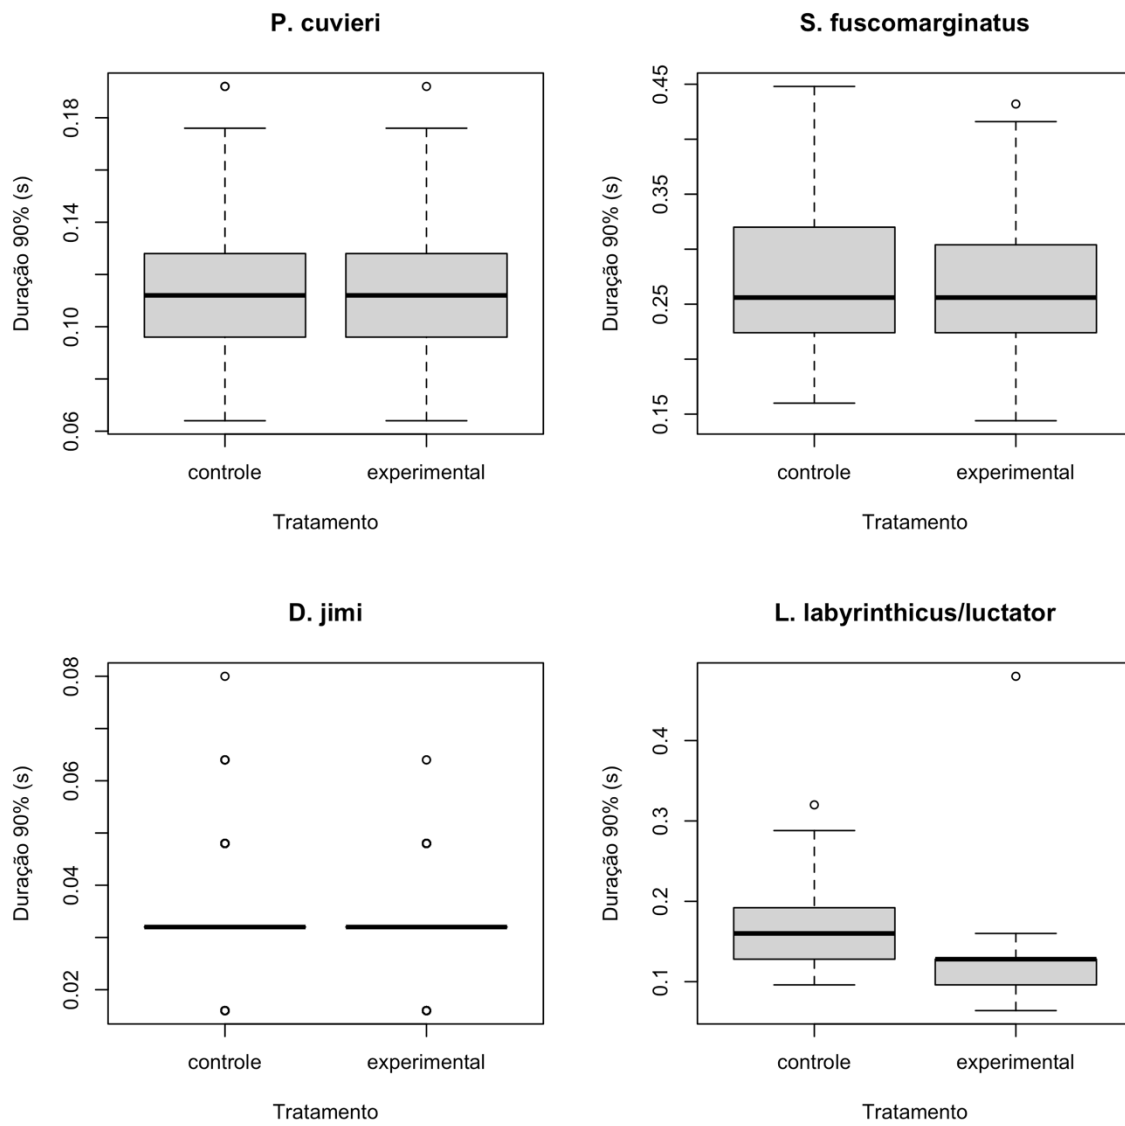 P. cuvieri
Duração 90% (s)
0.18
0.14
0.10
0.06
controle experimental
Tratamento
S. fuscomarginatus
Duração 90% (s)
0.45
0.35
0.25
0.15
controle experimental
Tratamento
D. jimi
Duração 90% (s)
0.08
0.06
0.04
0.02
controle experimental
Tratamento
L. labyrinthicus/luctator
Duração 90% (s)
0.4
0.3
0.2
0.1
controle experimental
Tratamento